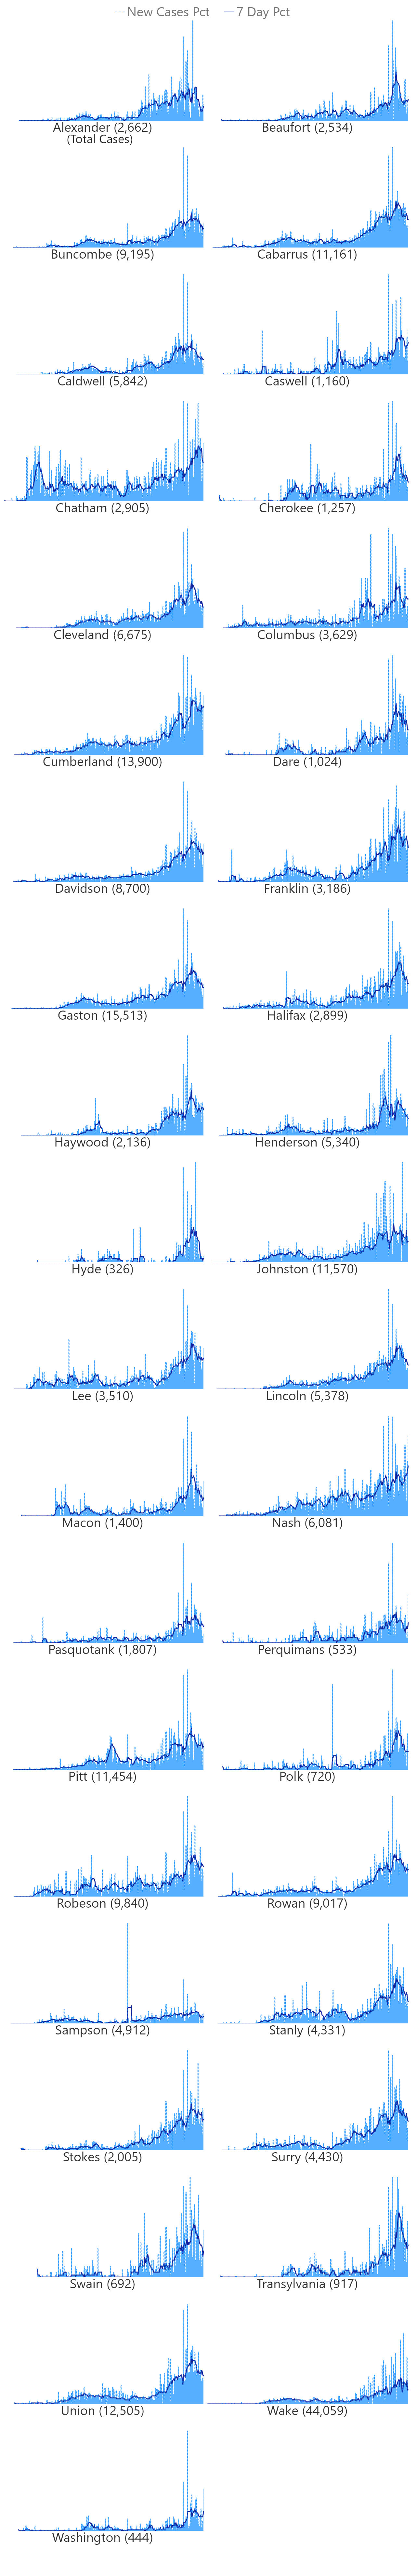 New Cases Pct 7 Day Pct
Alexander (2,662) Beaufort (2,534)
(Total Cases)
Buncombe (9,195) Cabarrus (11,161)
Caldwell (5,842) Caswell (1,160)
Chatham (2,905) Cherokee (1,257)
Cleveland (6,675) Columbus (3,629)
Cumberland (13,900) Dare (1,024)
Davidson (8,700) Franklin (3,186)
Gaston (15,513) Halifax (2,899)
Haywood (2,136) Henderson (5,340)
Hyde (326) Johnston (11,570)
Lee (3,510) Lincoln (5,378)
Macon (1,400) Nash (6,081)
Pasquotank (1,807) Perquimans (533)
Pitt (11,454) Polk (720)
Robeson (9,840) Rowan (9,017)
Sampson (4,912) Stanly (4,331)
Stokes (2,005) Surry (4,430)
Swain (692) Transylvania (917)
Union (12,505) Wake (44,059)
Washington (444)